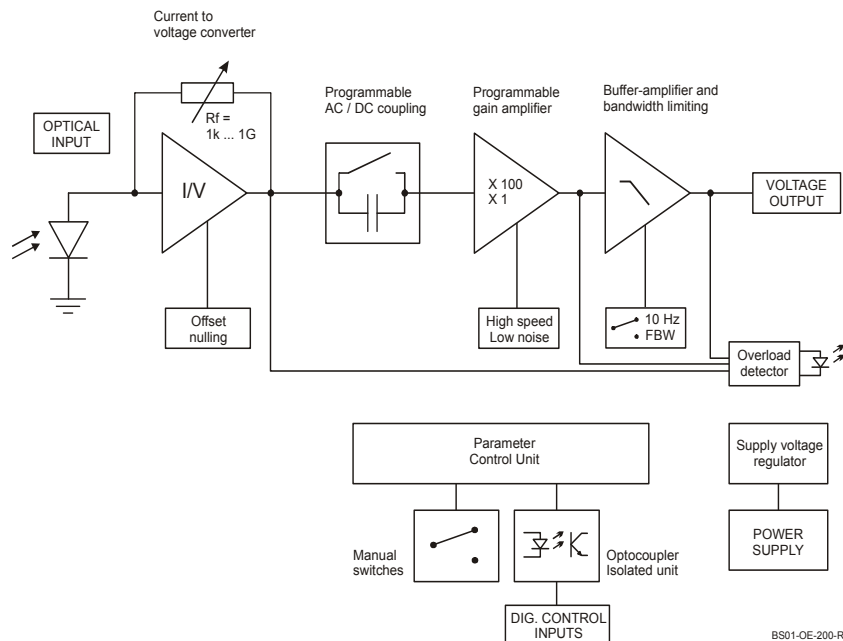 Current to
voltage converter
Programmable
AC / DC coupling
Programmable
gain amplifier
Buffer-amplifier and
bandwidth limiting
OPTICAL
INPUT
Rf =
1k ... 1G
I/V
X 100
X 1
VOLTAGE
OUTPUT
Offset
nulling
High speed
Low noise
10 Hz
FBW
Overload
detector
Parameter
Control Unit
Supply voltage
regulator
Manual
switches
Optocoupler
Isolated unit
POWER
SUPPLY
DIG. CONTROL
INPUTS
BS01-OE-200-R